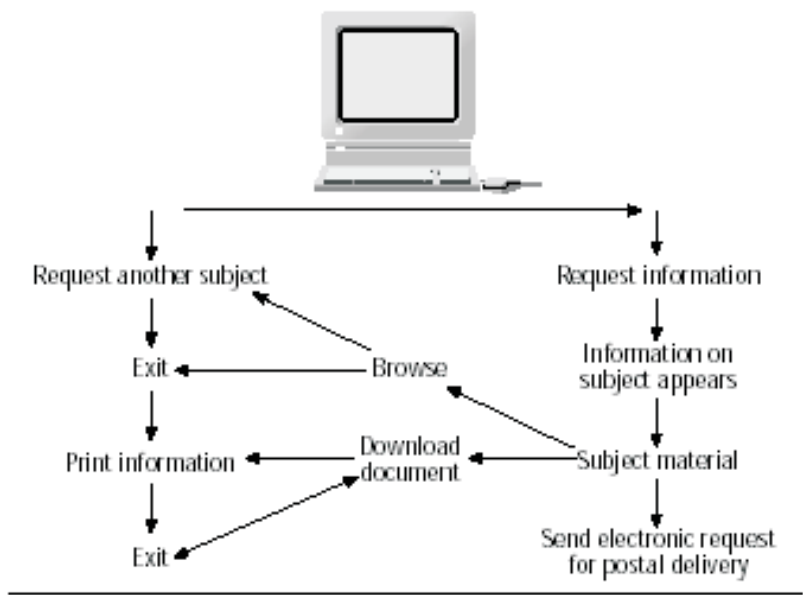 Request another subject
Request information
Exit
Browse
Information on
subject appears
Print information
Download
document
Subject material
Exit
Send electronic request
for postal delivery